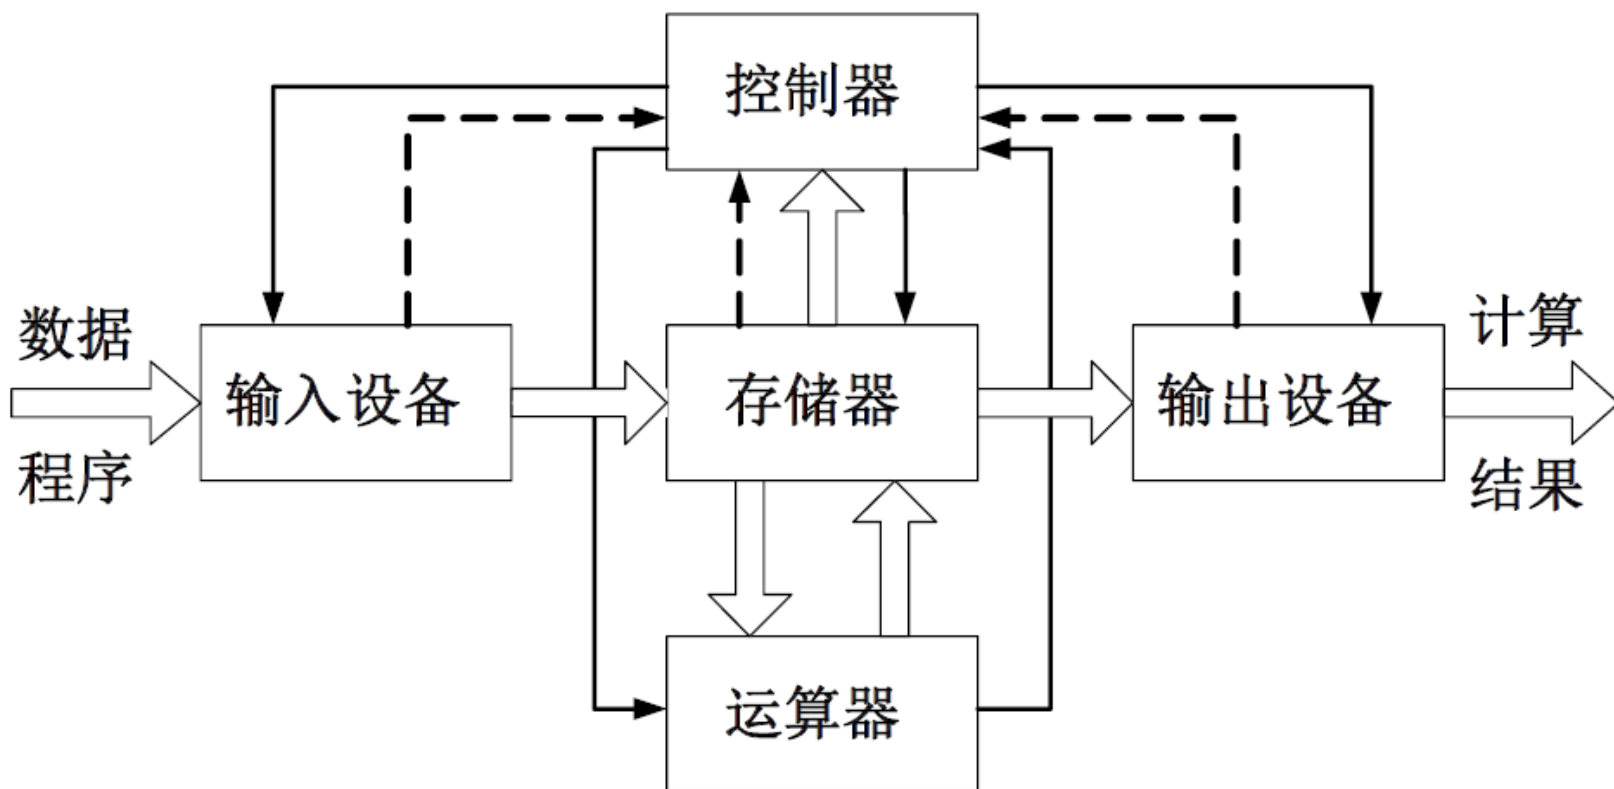 控制器
数据
程序
输入设备
存储器
输出设备
计算
结果
运算器